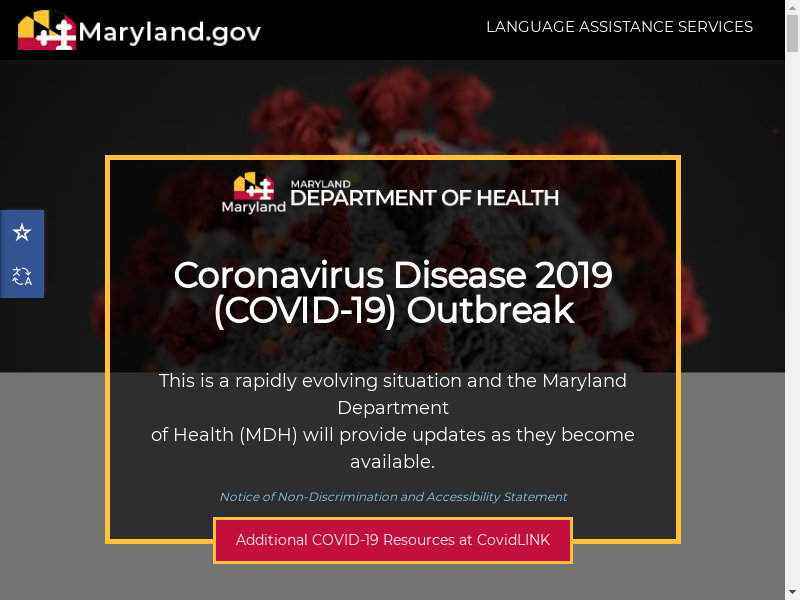 Maryland.gov
LANGUAGE ASSISTANCE SERVICES
Maryland
MARYLAND
DEPARTMENT OF HEALTH
Coronavirus Disease 2019
(COVID-19) Outbreak
This is a rapidly evolving situation and the Maryland
Department
of Health (MDH) will provide updates as they become
available.
Notice of Non-Discrimination and Accessibility Statement
Additional COVID-19 Resources at CovidLINK